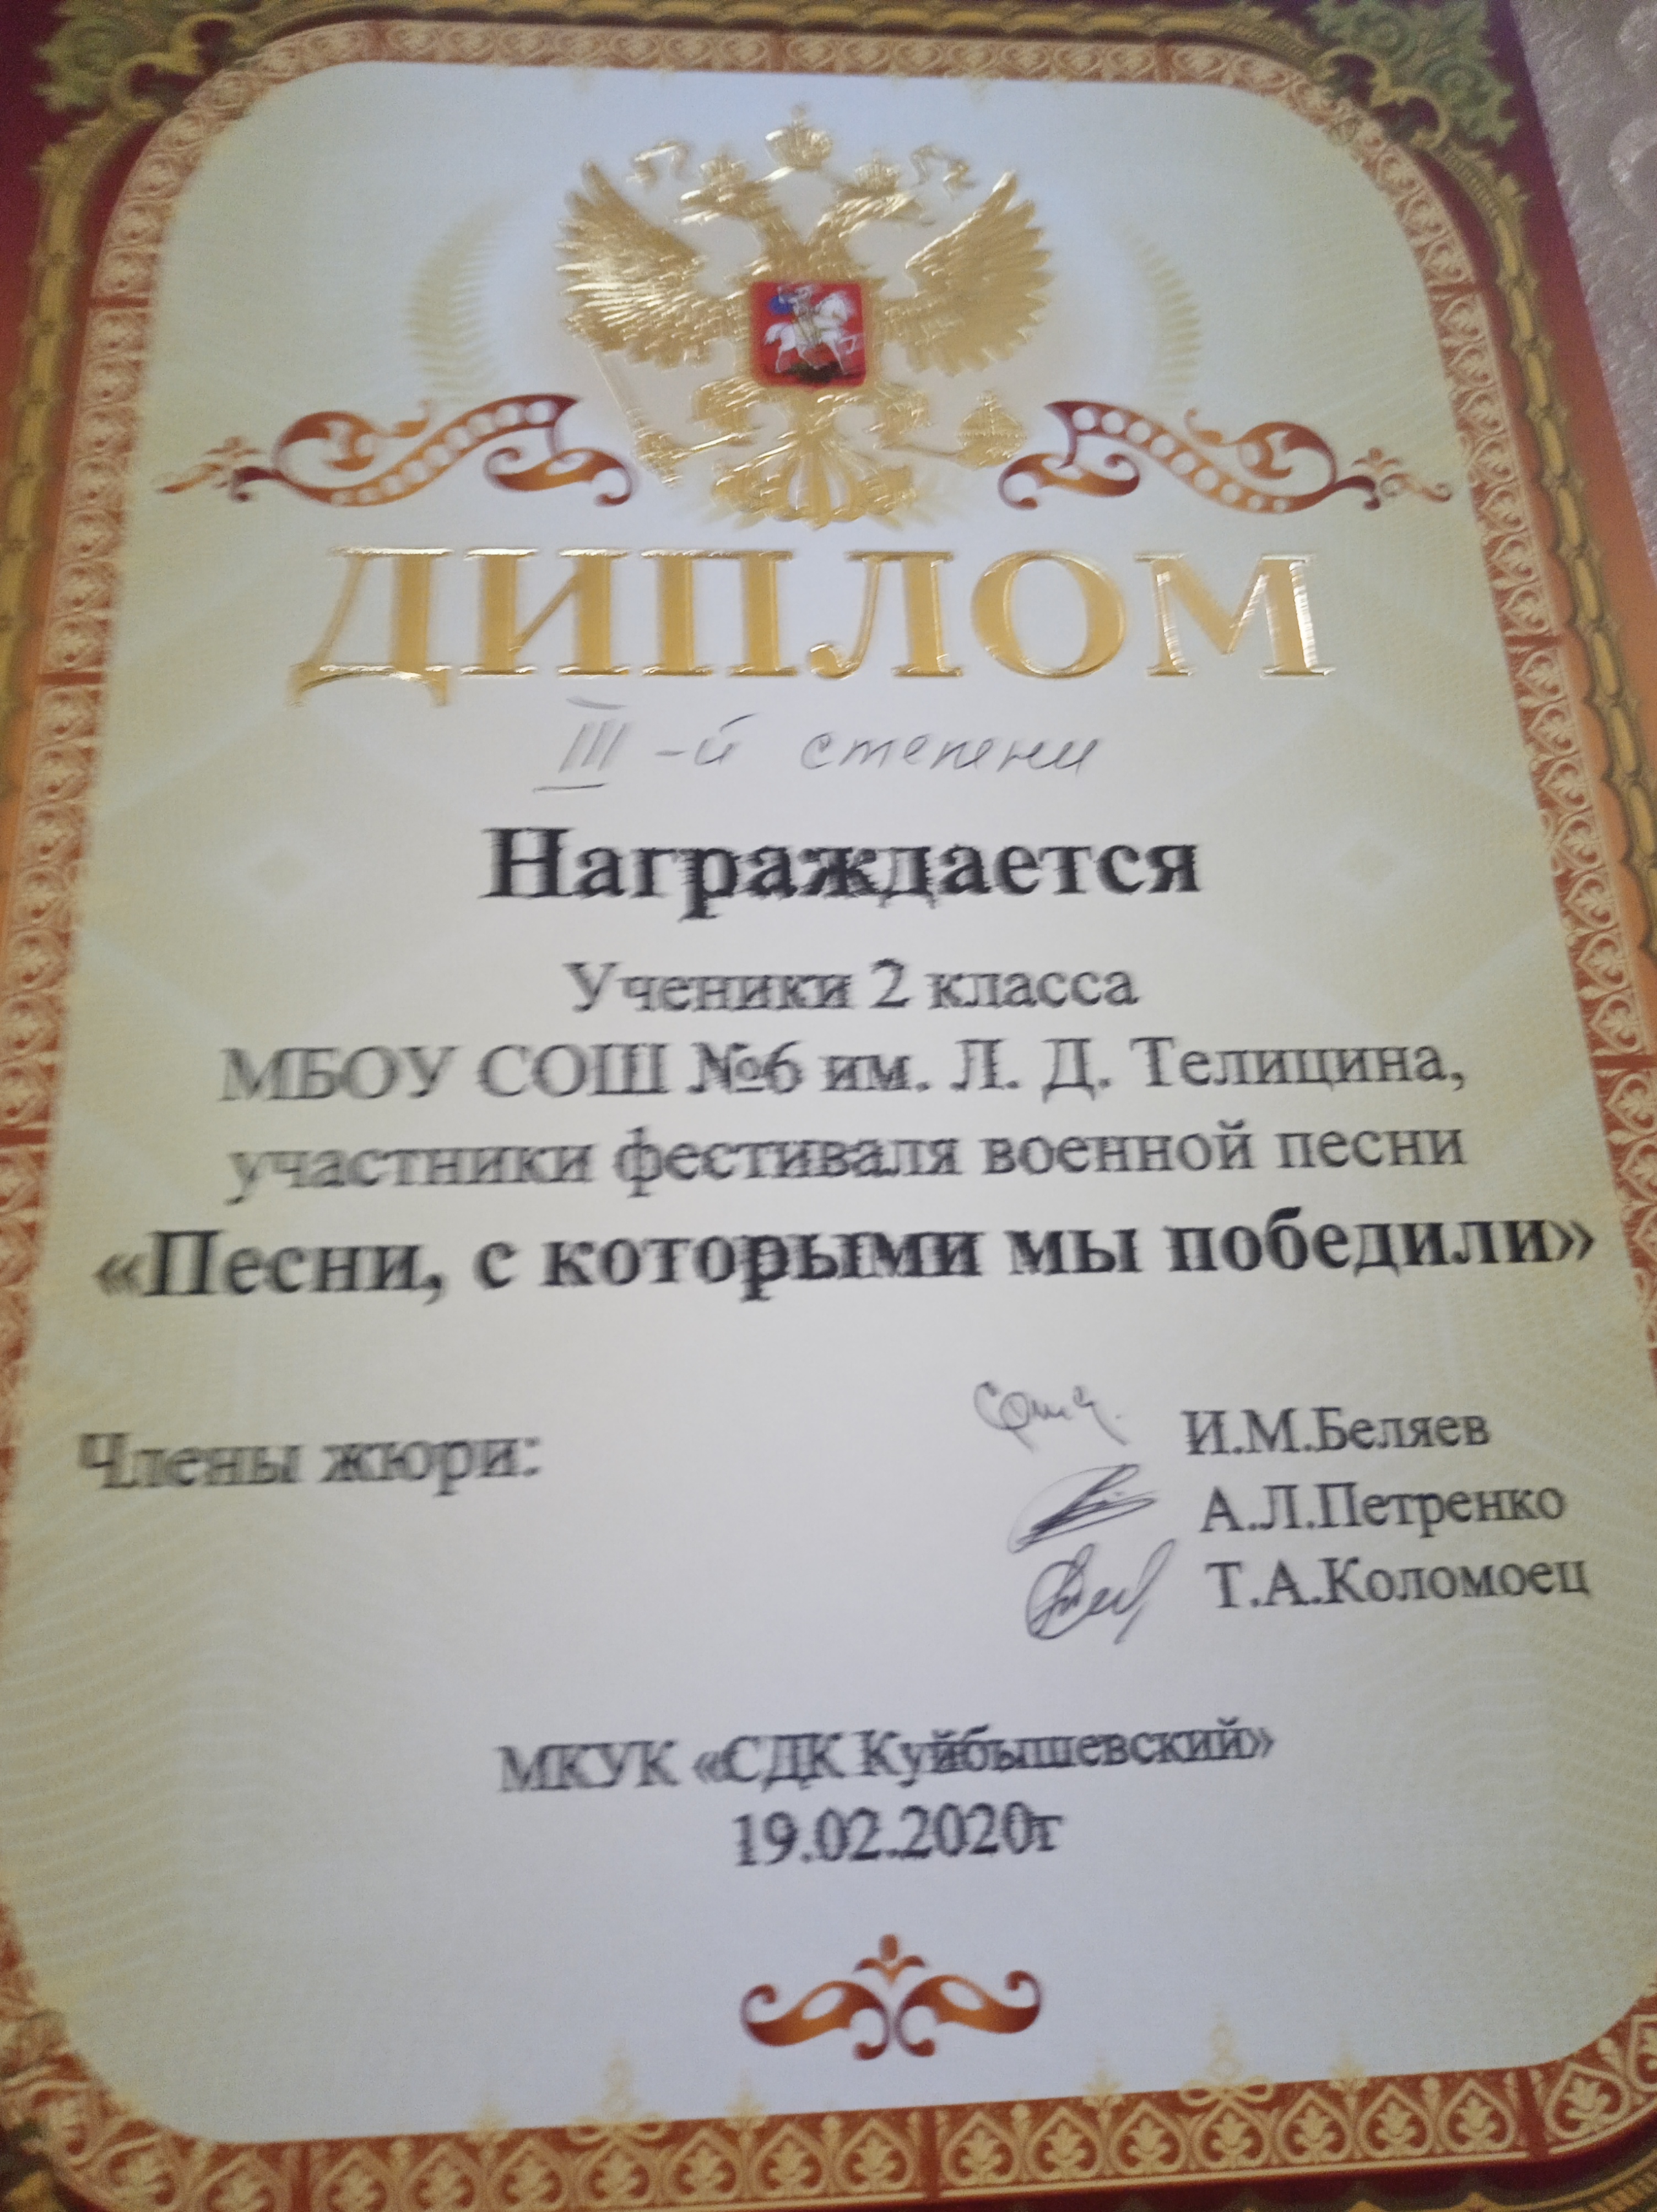 ДИПЛОМ
III-й степени
Награждается
Ученики 2 класса
МБОУ СОШ №6 им. Л. Д. Телицина,
участники фестиваля военной песни
«Песни, с которыми мы победили»
Члены жюри:
И.М.Беляев
А.Л.Петренко
Т.А.Коломоец
МКУК «СДК Куйбышевский»
19.02.2020г